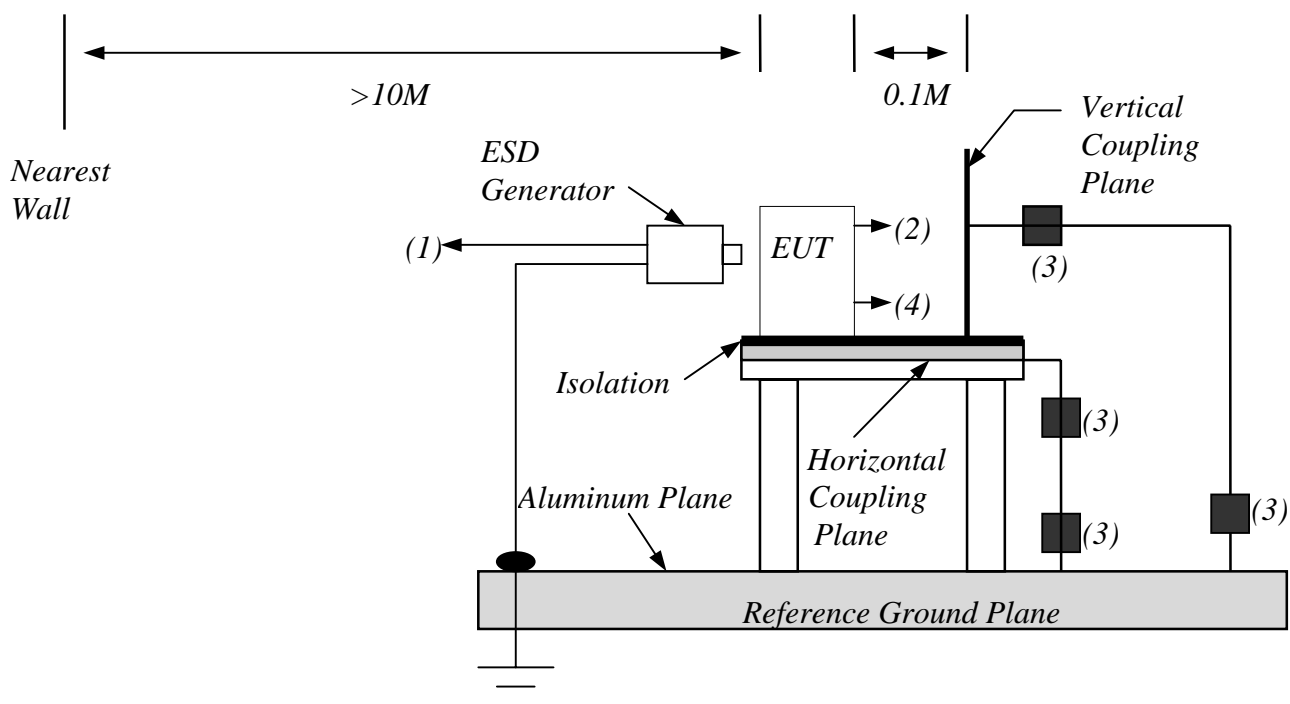 >10M
0.1M
Vertical
Coupling
Plane
Nearest
Wall
ESD
Generator
(1)
EUT
(2)
(3)
(4)
Isolation
(3)
Horizontal
Coupling
Plane
Aluminum Plane
(3)
(3)
Reference Ground Plane